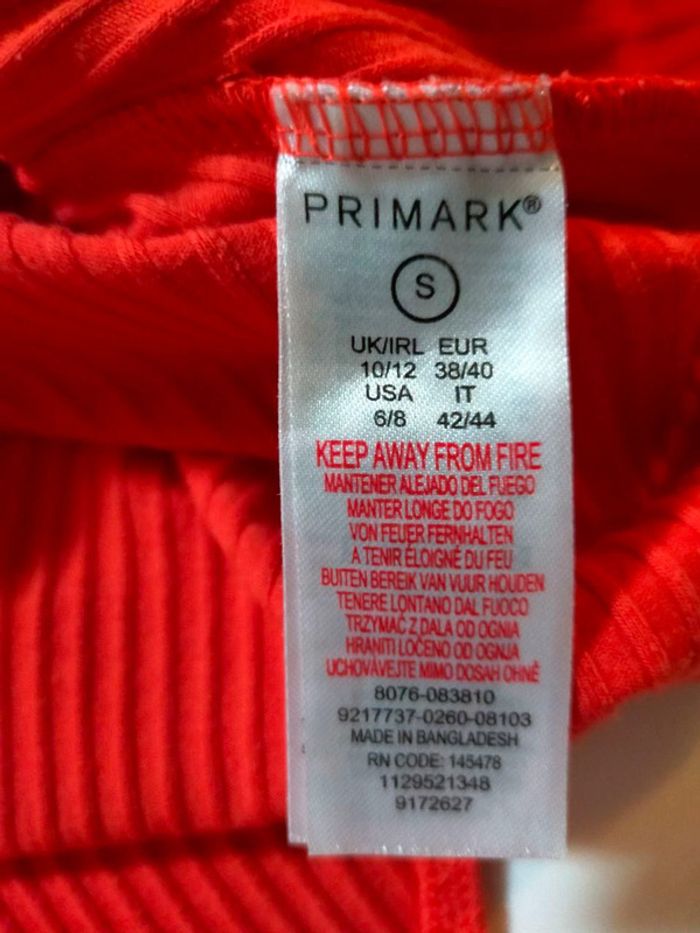 PRIMARK®
S
UK/IRL EUR
10/12 38/40
USA IT
6/8 42/44
KEEP AWAY FROM FIRE
MANTENER ALEJADO DEL FUEGO
MANTER LONGE DO FOGO
VON FEUER FERNHALTEN
A TENIR ÉLOIGNÉ DU FEU
BUITEN BEREIK VAN VUUR HOUDEN
TENERE LONTANO DAL FUOCO
TRZYMAĆ Z DALA OD OGNIA
HRANITI LOČENO OD OGNJA
UCHOVÁVEJTE MIMO DOSAH OHNĚ
8076-083810
9217737-0260-08103
MADE IN BANGLADESH
RN CODE: 145478
1129521348
9172627